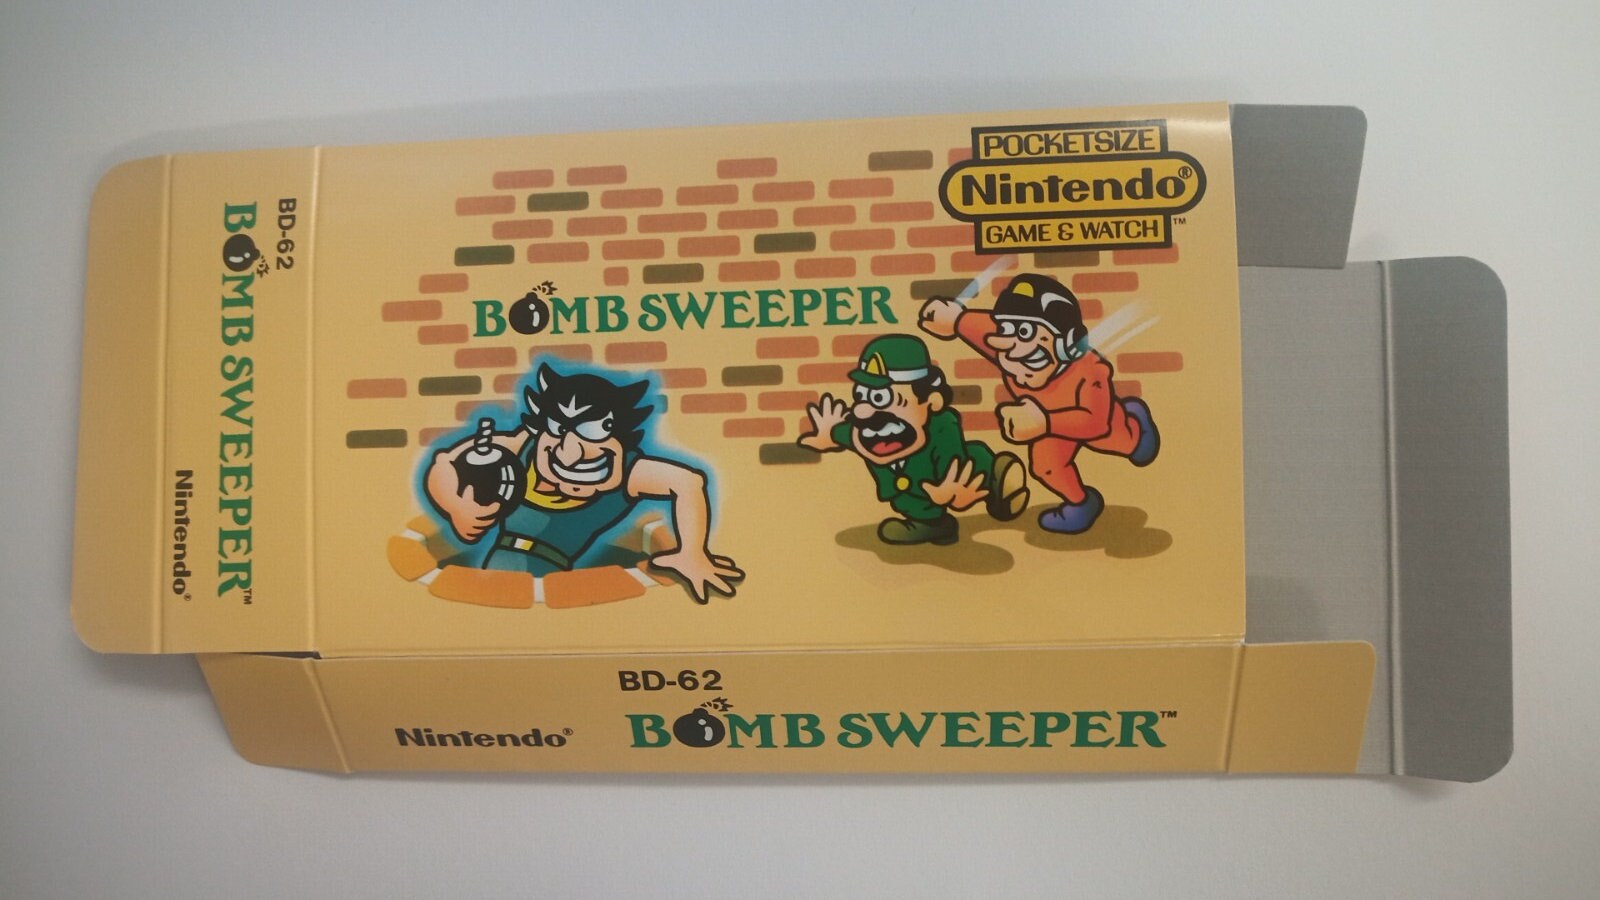 POCKETSIZE
Nintendo®
GAME & WATCH™
BOMB SWEEPER
BD-62
BOMB SWEEPER™
Nintendo®
BD-62
Nintendo®
BOMB SWEEPER™